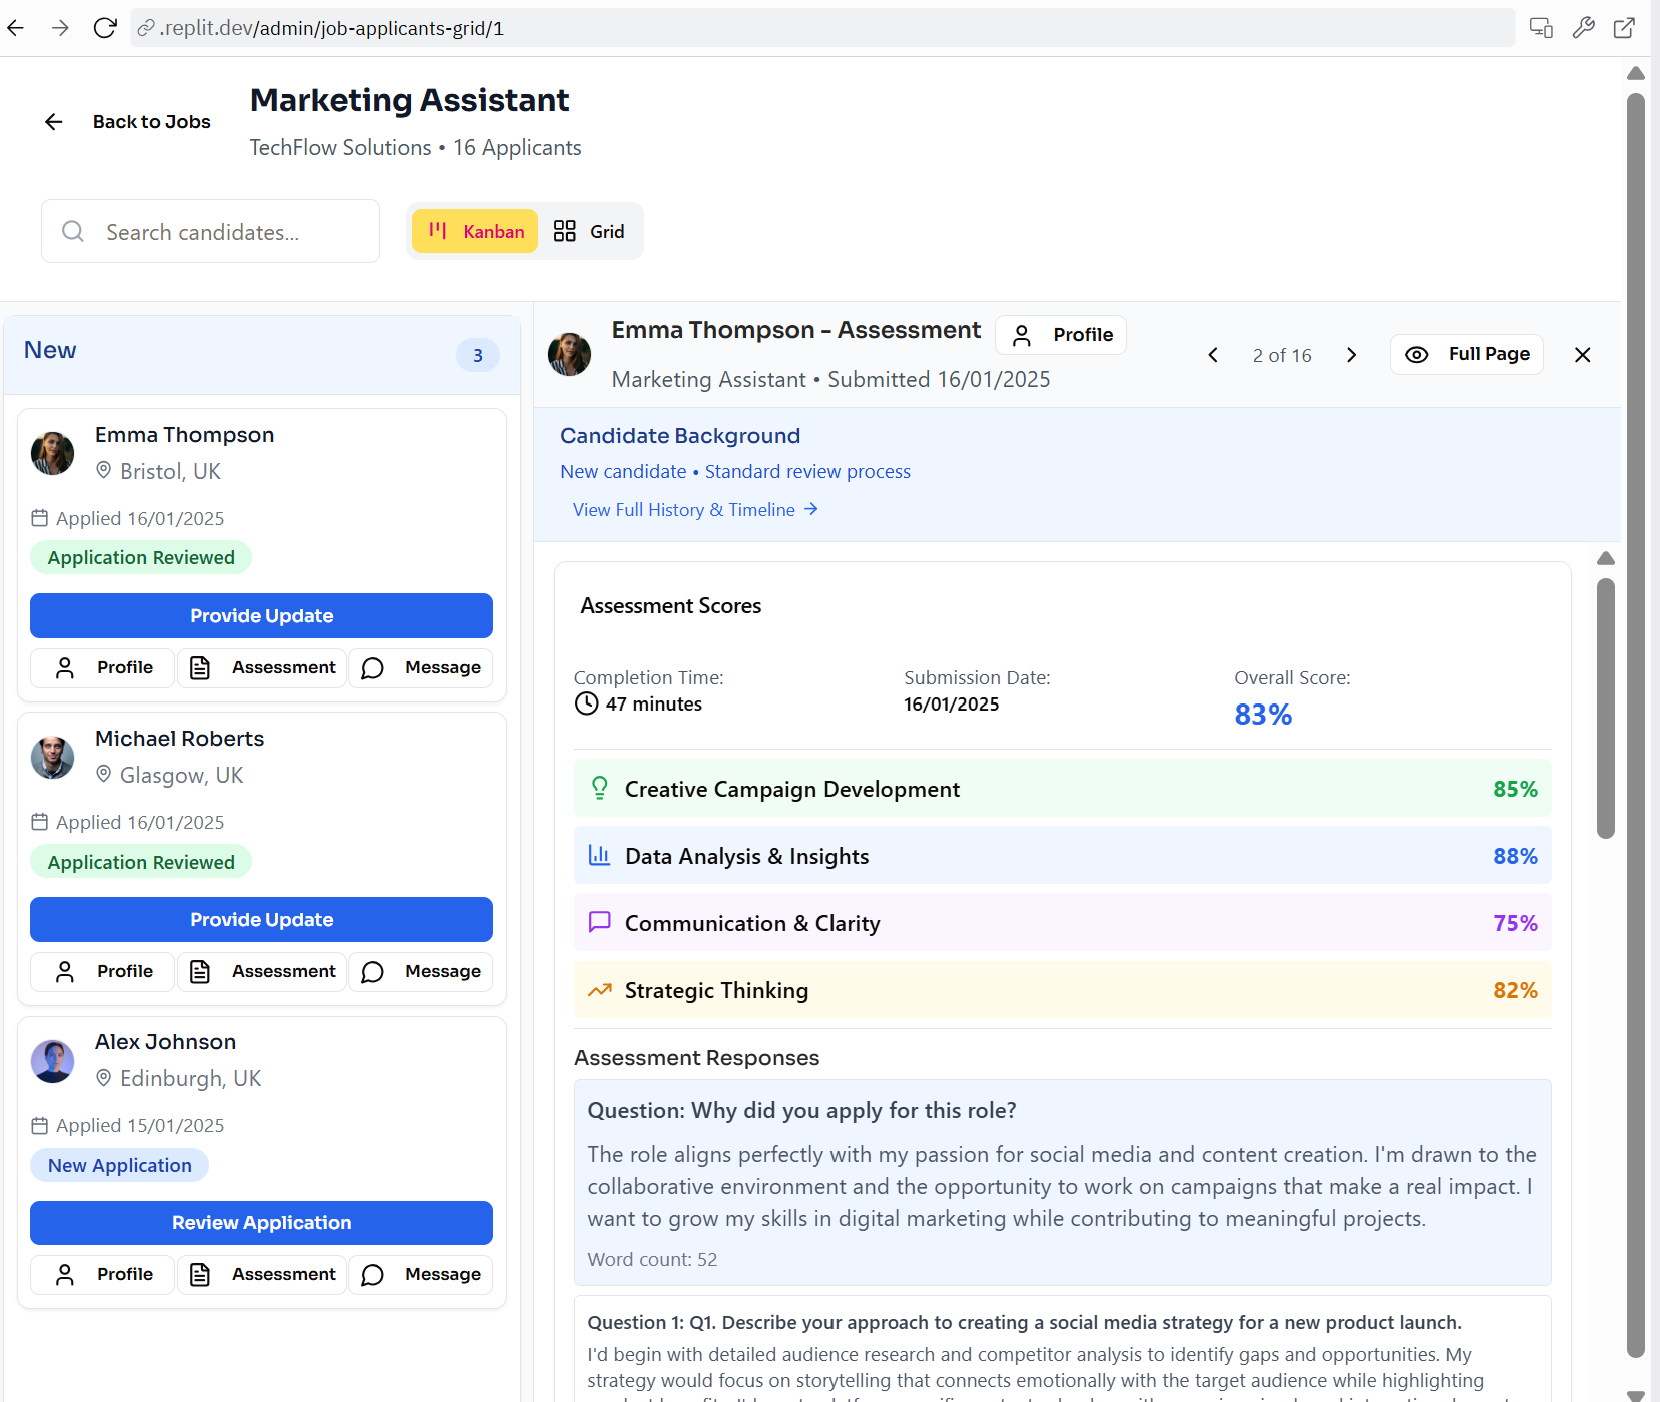 .replit.dev/admin/job-applicants-grid/1
Back to Jobs
Marketing Assistant
TechFlow Solutions • 16 Applicants
Search candidates...
Kanban
Grid
New
3
Emma Thompson
Bristol, UK
Applied 16/01/2025
Application Reviewed
Provide Update
Profile
Assessment
Message
Michael Roberts
Glasgow, UK
Applied 16/01/2025
Application Reviewed
Provide Update
Profile
Assessment
Message
Alex Johnson
Edinburgh, UK
Applied 15/01/2025
New Application
Review Application
Profile
Assessment
Message
Emma Thompson - Assessment
Profile
Marketing Assistant • Submitted 16/01/2025
2 of 16
Full Page
Candidate Background
New candidate • Standard review process
View Full History & Timeline →
Assessment Scores
Completion Time:
47 minutes
Submission Date:
16/01/2025
Overall Score:
83%
Creative Campaign Development 85%
Data Analysis & Insights 88%
Communication & Clarity 75%
Strategic Thinking 82%
Assessment Responses
Question: Why did you apply for this role?
The role aligns perfectly with my passion for social media and content creation. I'm drawn to the
collaborative environment and the opportunity to work on campaigns that make a real impact. I
want to grow my skills in digital marketing while contributing to meaningful projects.
Word count: 52
Question 1: Q1. Describe your approach to creating a social media strategy for a new product launch.
I'd begin with detailed audience research and competitor analysis to identify gaps and opportunities. My
strategy would focus on storytelling that connects emotionally with the target audience while highlighting